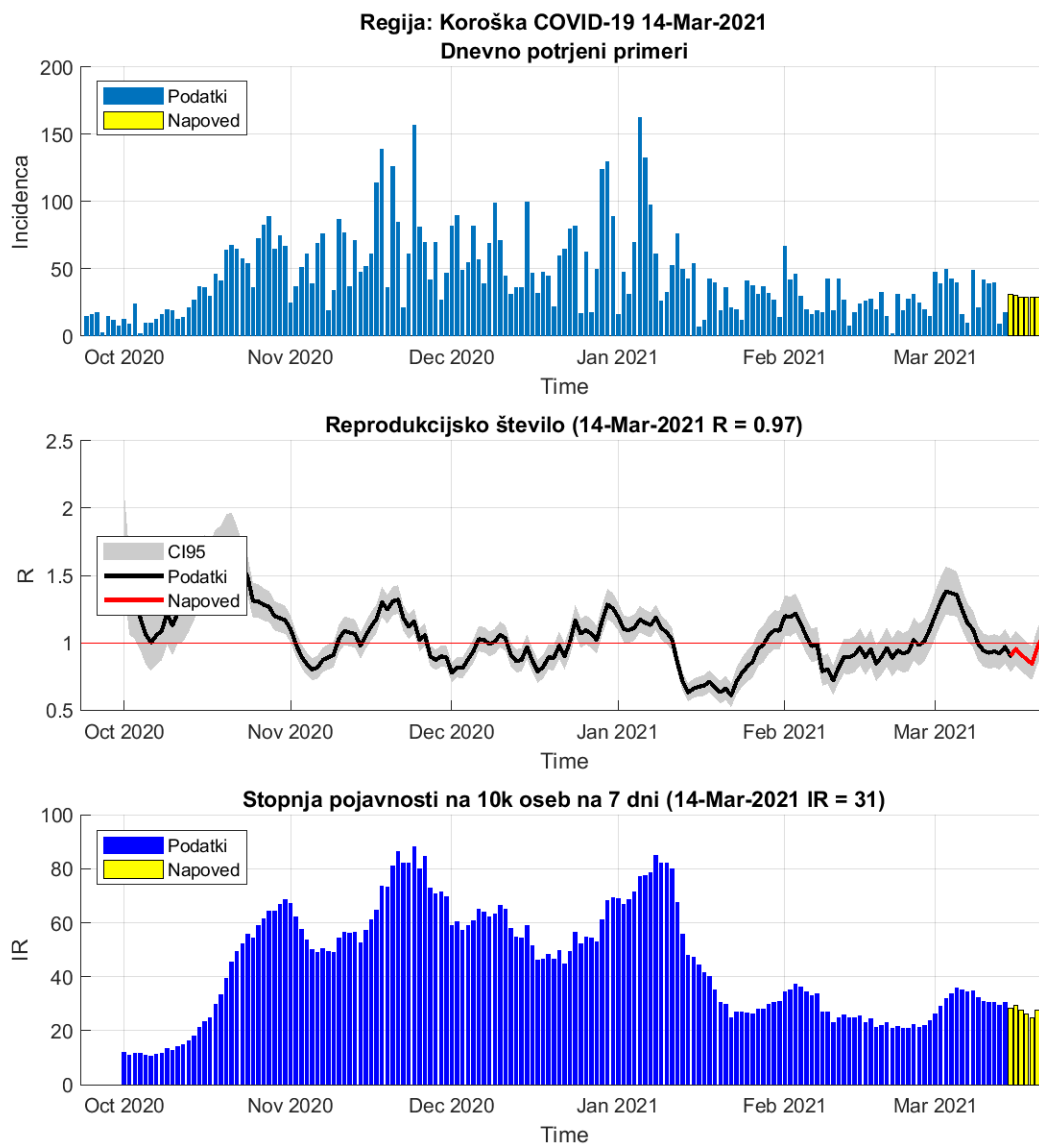 Regija: Koroška COVID-19 14-Mar-2021
Dnevno potrjeni primeri
200
150
100
50
0
Incidenca
Podatki
Napoved
Oct 2020 Nov 2020 Dec 2020 Jan 2021 Feb 2021 Mar 2021
Time
Reprodukcijsko število (14-Mar-2021 R = 0.97)
2.5
2
1.5
1
0.5
R
CI95
Podatki
Napoved
Oct 2020 Nov 2020 Dec 2020 Jan 2021 Feb 2021 Mar 2021
Time
Stopnja pojavnosti na 10k oseb na 7 dni (14-Mar-2021 IR = 31)
100
80
60
40
20
0
IR
Podatki
Napoved
Oct 2020 Nov 2020 Dec 2020 Jan 2021 Feb 2021 Mar 2021
Time